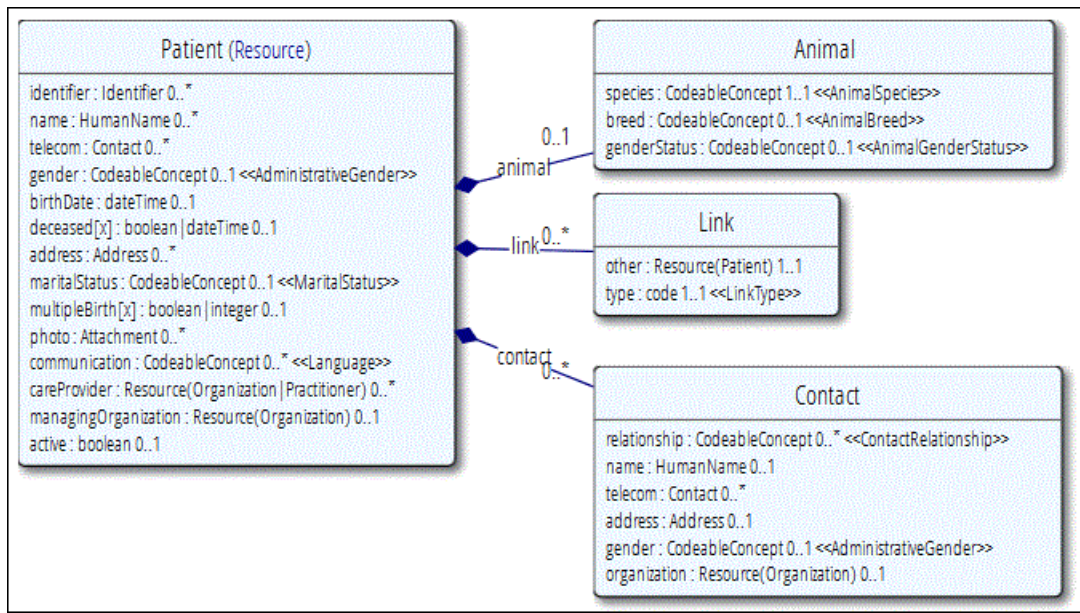 Patient (Resource)
identifier : Identifier 0..*
name : HumanName 0..*
telecom : Contact 0..*
gender : CodeableConcept 0..1 <<AdministrativeGender>>
birthDate : dateTime 0..1
deceased[x] : boolean|dateTime 0..1
address : Address 0..*
maritalStatus : CodeableConcept 0..1 <<MaritalStatus>>
multipleBirth[x] : boolean|integer 0..1
photo : Attachment 0..*
communication : CodeableConcept 0..* <<Language>>
careProvider : Resource(Organization|Practitioner) 0..*
managingOrganization : Resource(Organization) 0..1
active : boolean 0..1
0..1
animal
link 0..*
contact
0..*
Animal
species : CodeableConcept 1..1 <<AnimalSpecies>>
breed : CodeableConcept 0..1 <<AnimalBreed>>
genderStatus : CodeableConcept 0..1 <<AnimalGenderStatus>>
Link
other : Resource(Patient) 1..1
type : code 1..1 <<LinkType>>
Contact
relationship : CodeableConcept 0..* <<ContactRelationship>>
name : HumanName 0..1
telecom : Contact 0..*
address : Address 0..1
gender : CodeableConcept 0..1 <<AdministrativeGender>>
organization : Resource(Organization) 0..1